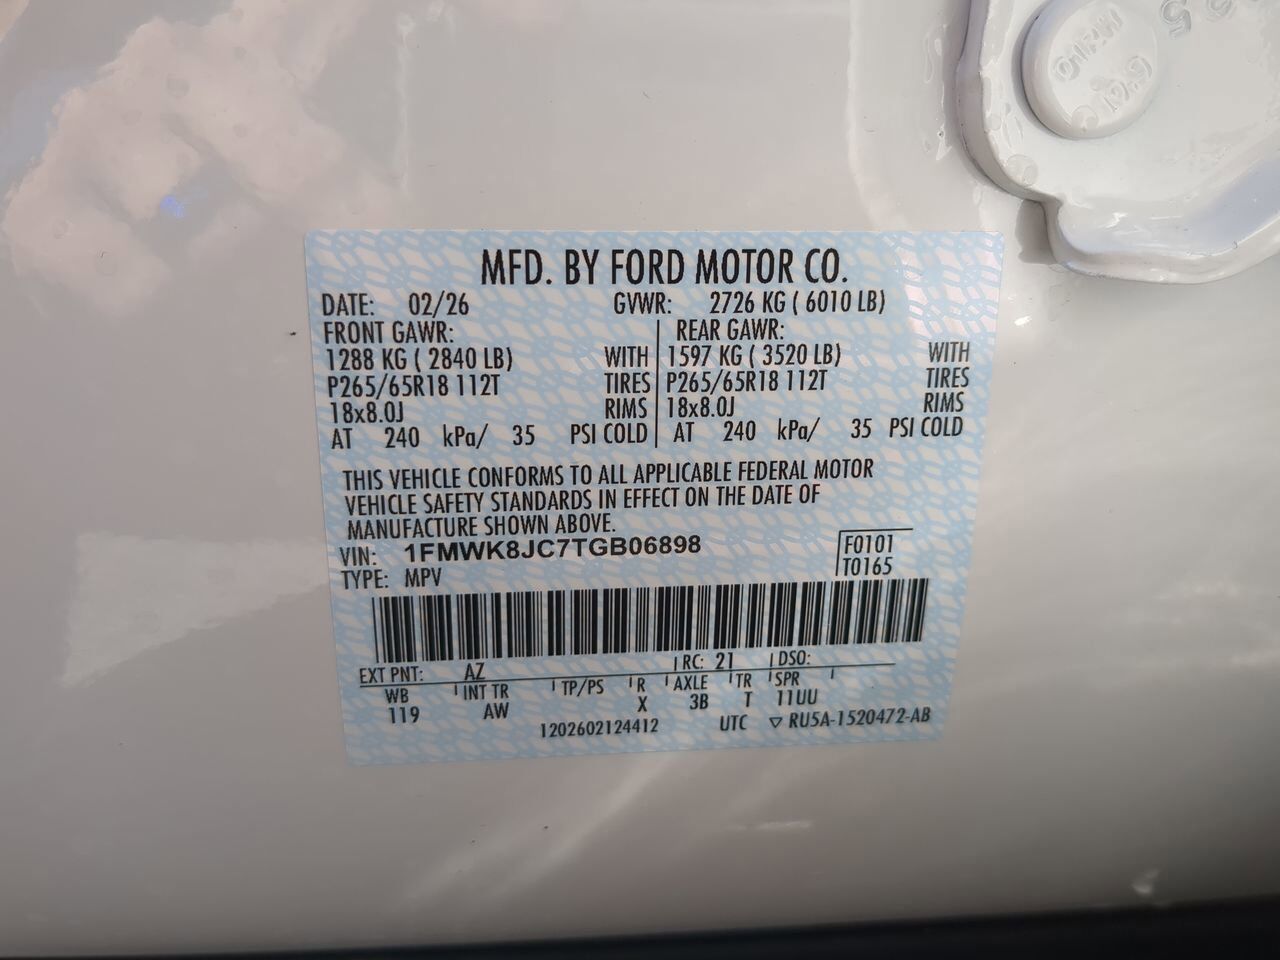 MFD. BY FORD MOTOR CO.
DATE: 02/26 GVWR: 2726 KG ( 6010 LB)
FRONT GAWR: REAR GAWR:
1288 KG ( 2840 LB) WITH 1597 KG ( 3520 LB) WITH
P265/65R18 112T TIRES P265/65R18 112T TIRES
18x8.0J RIMS 18x8.0J RIMS
AT 240 kPa/ 35 PSI COLD AT 240 kPa/ 35 PSI COLD
THIS VEHICLE CONFORMS TO ALL APPLICABLE FEDERAL MOTOR
VEHICLE SAFETY STANDARDS IN EFFECT ON THE DATE OF
MANUFACTURE SHOWN ABOVE.
VIN: 1FMWK8JC7TGB06898 F0101
TYPE: MPV T0165
EXT PNT: AZ RC: 21 DSO:
WB INT TR TP/PS R AXLE TR SPR
119 AW X 3B T 11UU
1202602124412 UTC ▽ RU5A-1520472-AB